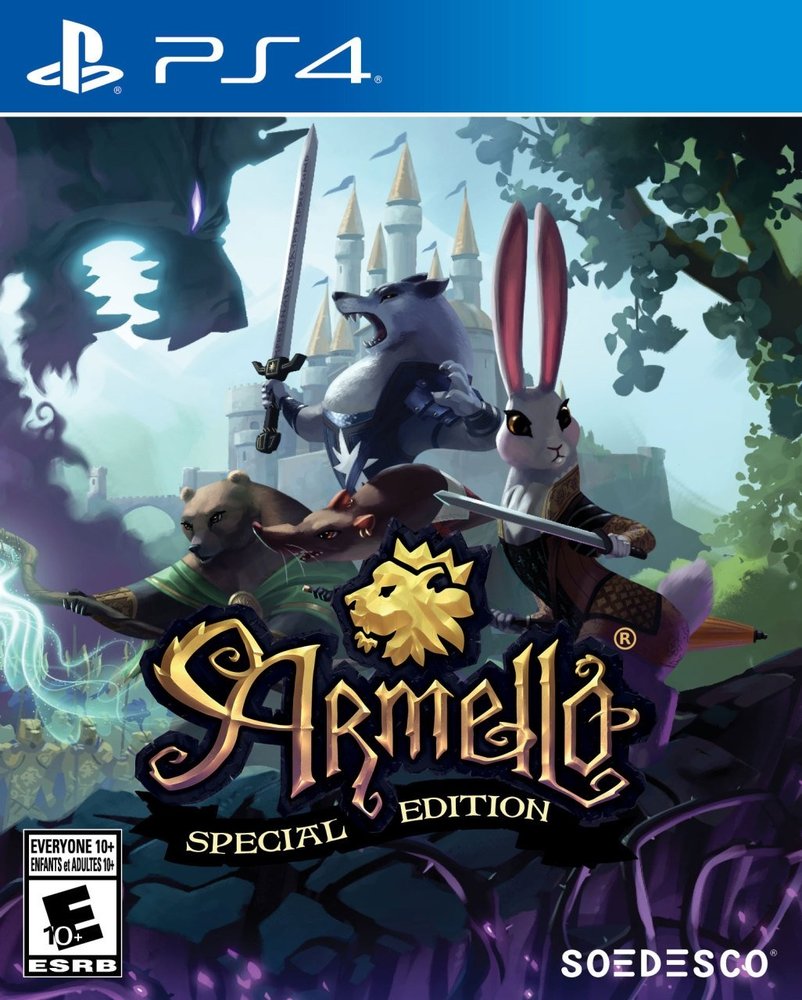 PS4®
Armello®
SPECIAL EDITION
EVERYONE 10+
ENFANTS et ADULTES 10+
E
10+
ESRB
SOEDESCO®